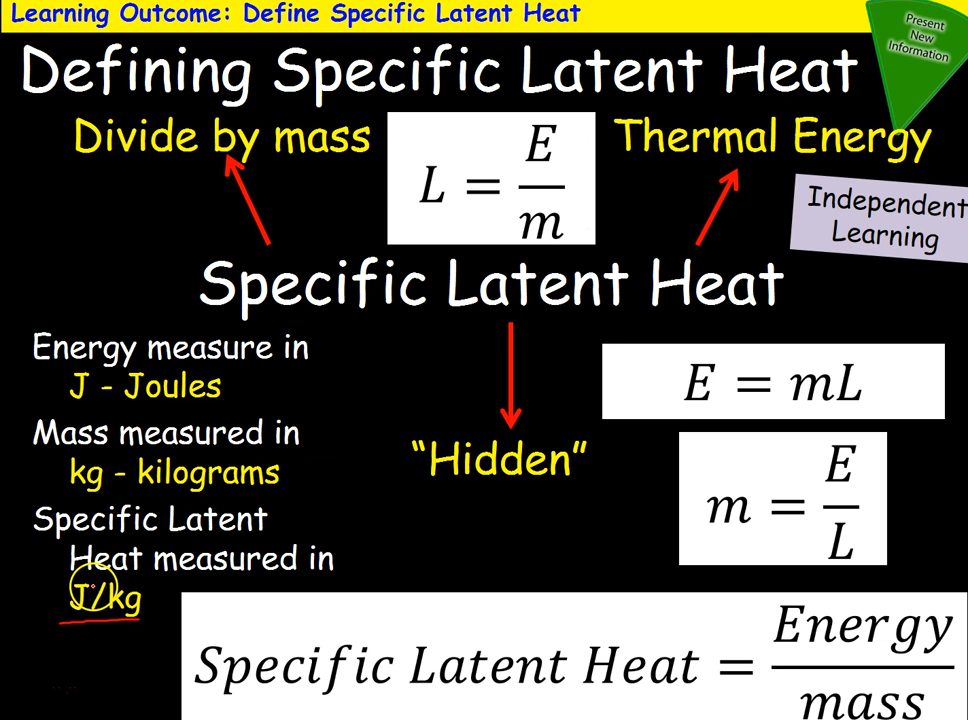 Learning Outcome: Define Specific Latent Heat
Present
New
Information
Defining Specific Latent Heat
Divide by mass
L = E/m
Thermal Energy
Independent
Learning
Specific Latent Heat
Energy measure in
J - Joules
Mass measured in
kg - kilograms
Specific Latent
Heat measured in
J/kg
“Hidden”
E = mL
m = E/L
Specific Latent Heat = Energy/mass